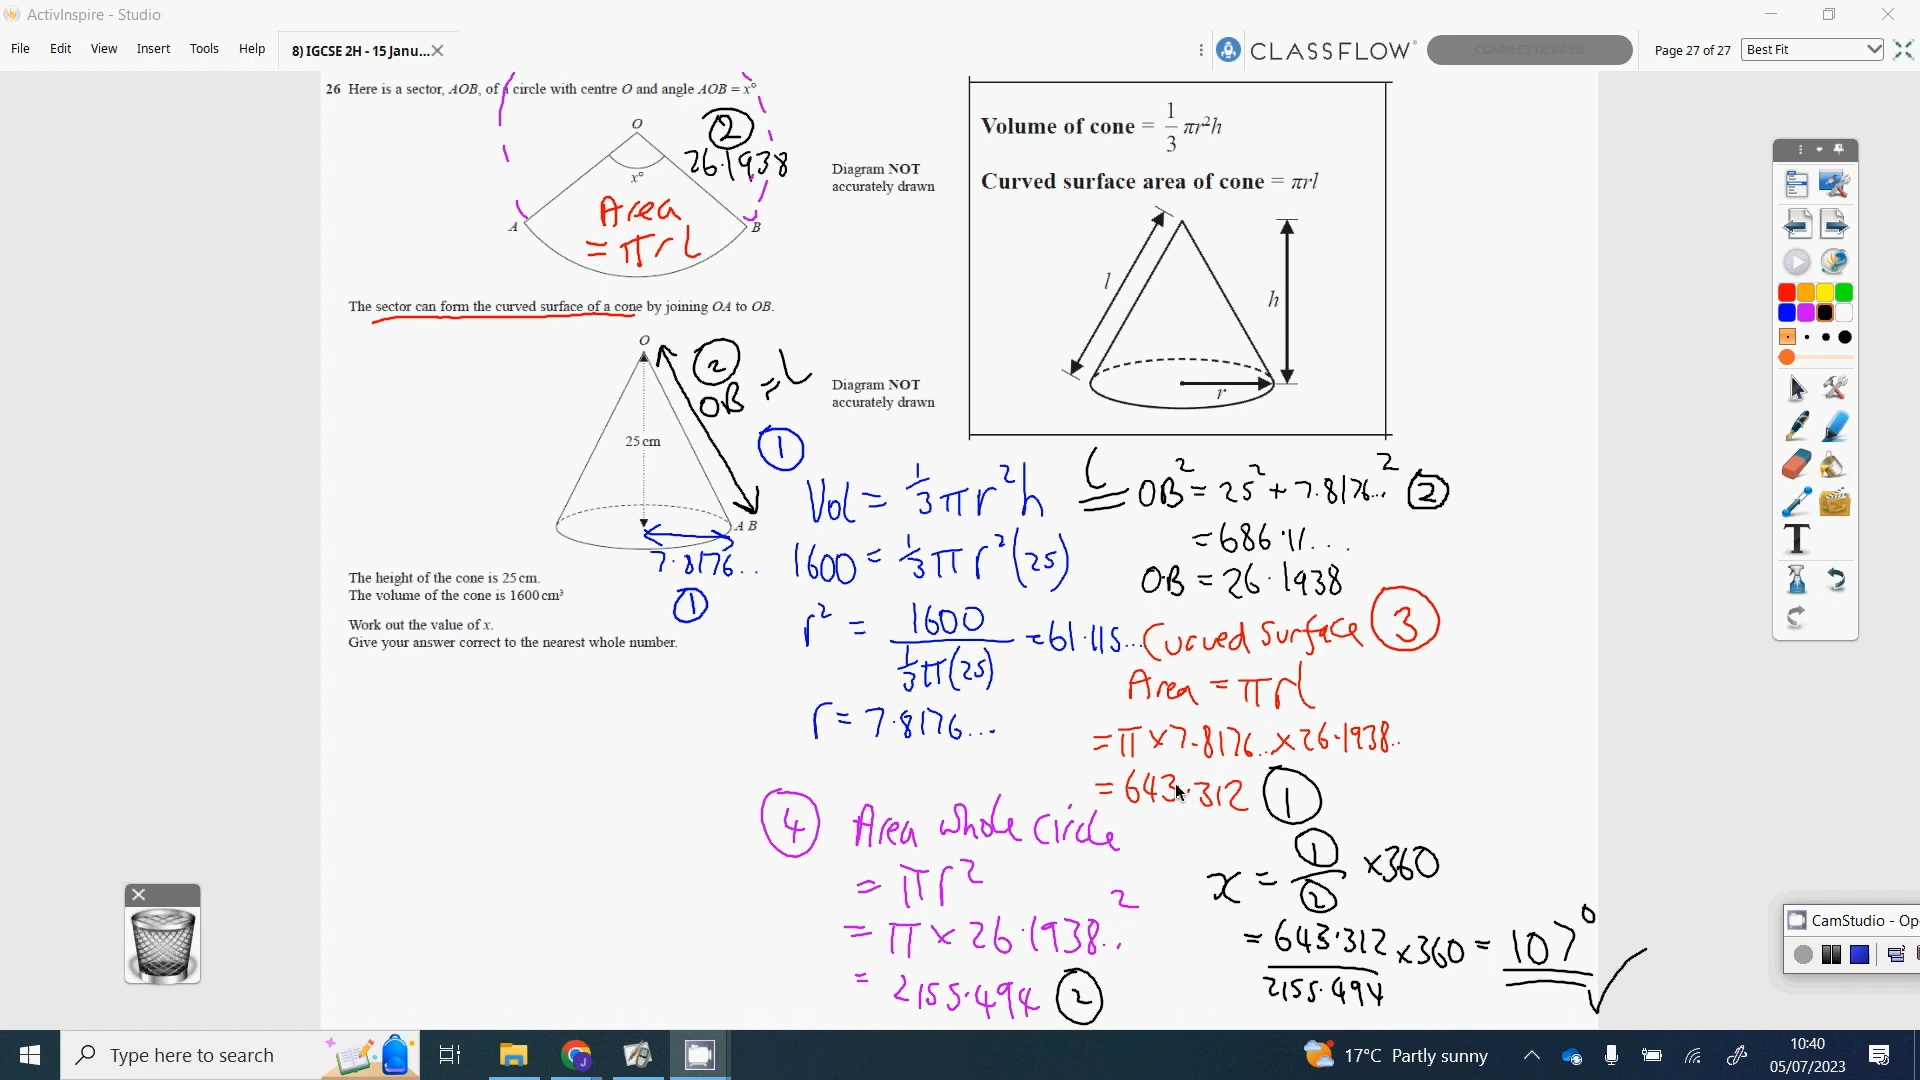 ActivInspire - Studio
File Edit View Insert Tools Help
8) IGCSE 2H - 15 Janu...
CLASSFLOW
CONNECT DEVICES
Page 27 of 27
Best Fit
26 Here is a sector, AOB, of a circle with centre O and angle AOB = x°
O
x°
A
B
②
26.1938
Area
= πrl
Diagram NOT
accurately drawn
The sector can form the curved surface of a cone by joining OA to OB.
O
25 cm
A B
②
OB = L
7.8176..
①
Diagram NOT
accurately drawn
The height of the cone is 25 cm.
The volume of the cone is 1600 cm³
Work out the value of x.
Give your answer correct to the nearest whole number.
Volume of cone = 1/3 πr²h
Curved surface area of cone = πrl
l
h
r
①
Vol = 1/3 πr²h
1600 = 1/3 πr²(25)
r² = 1600 / (1/3 π(25)) = 61.115...
r = 7.8176...
L OB² = 25² + 7.8176...² ②
= 686.11...
OB = 26.1938
Curved Surface ③
Area = πrl
= π × 7.8176.. × 26.1938..
= 643.312 ①
④ Area whole circle
= πr²
= π × 26.1938..²
= 2155.494 ②
x = ①/② ×360
= 643.312/2155.494 ×360 = 107°
CamStudio - Op
Type here to search
17°C Partly sunny
10:40
05/07/2023